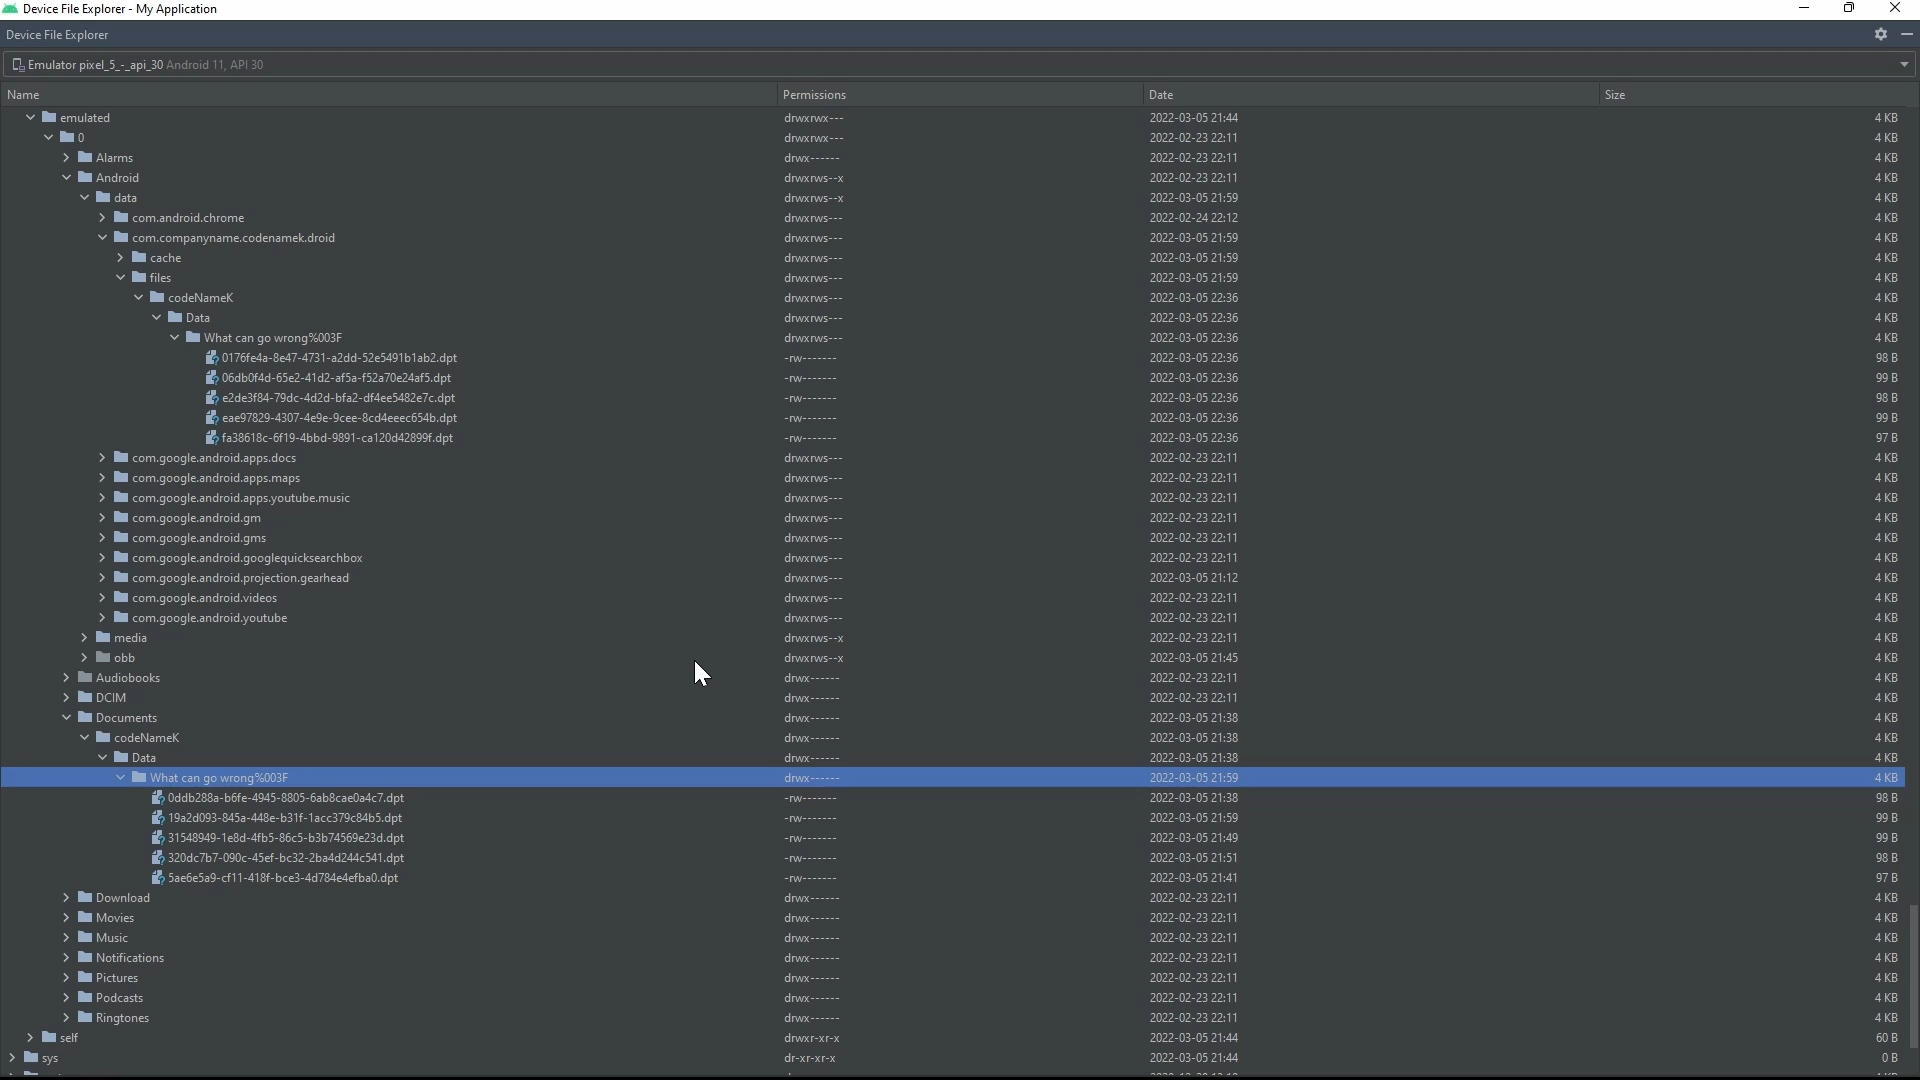 Device File Explorer - My Application
Device File Explorer
Emulator pixel_5_-_api_30 Android 11, API 30
Name Permissions Date Size
emulated drwxrwx--- 2022-03-05 21:44 4 KB
0 drwxrwx--- 2022-02-23 22:11 4 KB
Alarms drwx------ 2022-02-23 22:11 4 KB
Android drwxrws--x 2022-02-23 22:11 4 KB
data drwxrws--x 2022-03-05 21:59 4 KB
com.android.chrome drwxrws--- 2022-02-24 22:12 4 KB
com.companyname.codenamek.droid drwxrws--- 2022-03-05 21:59 4 KB
cache drwxrws--- 2022-03-05 21:59 4 KB
files drwxrws--- 2022-03-05 21:59 4 KB
codeNameK drwxrws--- 2022-03-05 22:36 4 KB
Data drwxrws--- 2022-03-05 22:36 4 KB
What can go wrong%003F drwxrws--- 2022-03-05 22:36 4 KB
0176fe4a-8e47-4731-a2dd-52e5491b1ab2.dpt -rw------- 2022-03-05 22:36 98 B
06db0f4d-65e2-41d2-af5a-f52a70e24af5.dpt -rw------- 2022-03-05 22:36 99 B
e2de3f84-79dc-4d2d-bfa2-df4ee5482e7c.dpt -rw------- 2022-03-05 22:36 98 B
eae97829-4307-4e9e-9cee-8cd4eeec654b.dpt -rw------- 2022-03-05 22:36 99 B
fa38618c-6f19-4bbd-9891-ca120d42899f.dpt -rw------- 2022-03-05 22:36 97 B
com.google.android.apps.docs drwxrws--- 2022-02-23 22:11 4 KB
com.google.android.apps.maps drwxrws--- 2022-02-23 22:11 4 KB
com.google.android.apps.youtube.music drwxrws--- 2022-02-23 22:11 4 KB
com.google.android.gm drwxrws--- 2022-02-23 22:11 4 KB
com.google.android.gms drwxrws--- 2022-02-23 22:11 4 KB
com.google.android.googlequicksearchbox drwxrws--- 2022-02-23 22:11 4 KB
com.google.android.projection.gearhead drwxrws--- 2022-03-05 21:12 4 KB
com.google.android.videos drwxrws--- 2022-02-23 22:11 4 KB
com.google.android.youtube drwxrws--- 2022-02-23 22:11 4 KB
media drwxrws--x 2022-02-23 22:11 4 KB
obb drwxrws--x 2022-03-05 21:45 4 KB
Audiobooks drwx------ 2022-02-23 22:11 4 KB
DCIM drwx------ 2022-02-23 22:11 4 KB
Documents drwx------ 2022-03-05 21:38 4 KB
codeNameK drwx------ 2022-03-05 21:38 4 KB
Data drwx------ 2022-03-05 21:38 4 KB
What can go wrong%003F drwx------ 2022-03-05 21:59 4 KB
0ddb288a-b6fe-4945-8805-6ab8cae0a4c7.dpt -rw------- 2022-03-05 21:38 98 B
19a2d093-845a-448e-b31f-1acc379c84b5.dpt -rw------- 2022-03-05 21:59 99 B
31548949-1e8d-4fb5-86c5-b3b74569e23d.dpt -rw------- 2022-03-05 21:49 99 B
320dc7b7-090c-45ef-bc32-2ba4d244c541.dpt -rw------- 2022-03-05 21:51 98 B
5ae6e5a9-cf11-418f-bce3-4d784e4efba0.dpt -rw------- 2022-03-05 21:41 97 B
Download drwx------ 2022-02-23 22:11 4 KB
Movies drwx------ 2022-02-23 22:11 4 KB
Music drwx------ 2022-02-23 22:11 4 KB
Notifications drwx------ 2022-02-23 22:11 4 KB
Pictures drwx------ 2022-02-23 22:11 4 KB
Podcasts drwx------ 2022-02-23 22:11 4 KB
Ringtones drwx------ 2022-02-23 22:11 4 KB
self drwxr-xr-x 2022-03-05 21:44 60 B
sys dr-xr-xr-x 2022-03-05 21:44 0 B